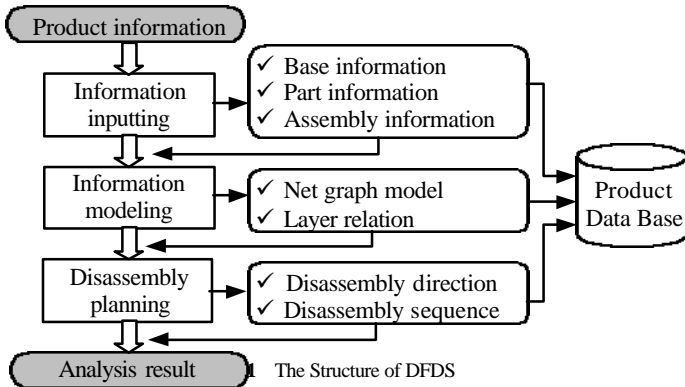 Product information
Information
inputting
✓ Base information
✓ Part information
✓ Assembly information
Information
modeling
✓ Net graph model
✓ Layer relation
Product
Data Base
Disassembly
planning
✓ Disassembly direction
✓ Disassembly sequence
Analysis result
1 The Structure of DFDS